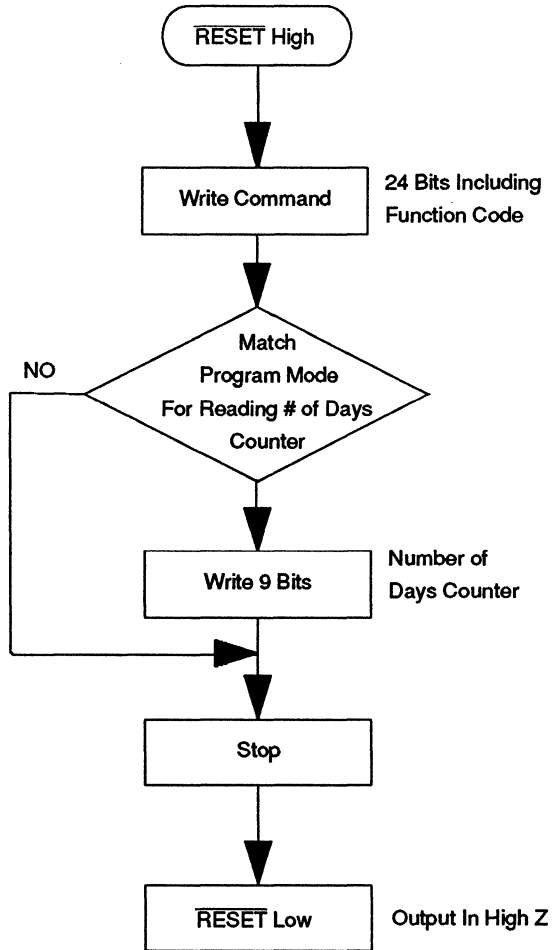 RESET High
Write Command
24 Bits Including
Function Code
Match
Program Mode
For Reading # of Days
Counter
NO
Write 9 Bits
Number of
Days Counter
Stop
RESET Low
Output In High Z